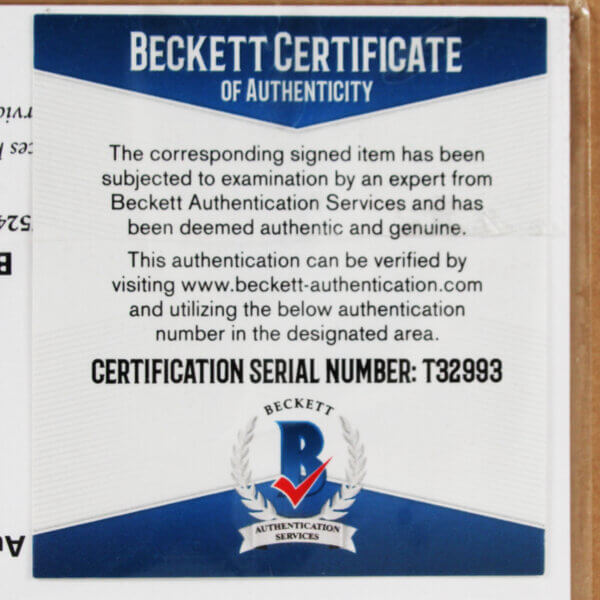 BECKETT CERTIFICATE
OF AUTHENTICITY
The corresponding signed item has been
subjected to examination by an expert from
Beckett Authentication Services and has
been deemed authentic and genuine.
This authentication can be verified by
visiting www.beckett-authentication.com
and utilizing the below authentication
number in the designated area.
CERTIFICATION SERIAL NUMBER: T32993
BECKETT
B
AUTHENTICATION
SERVICES